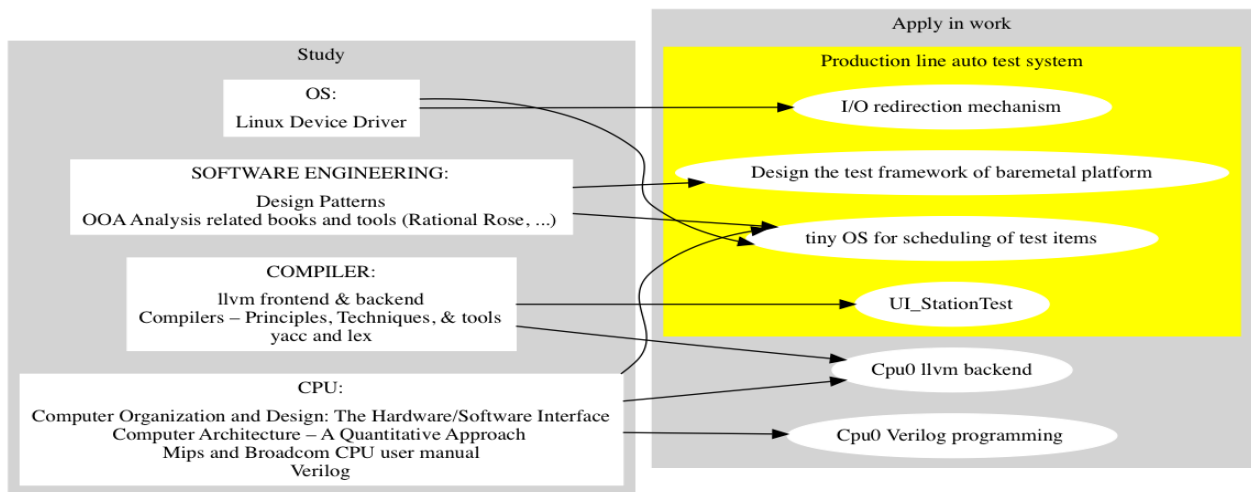 Study
OS:
Linux Device Driver
SOFTWARE ENGINEERING:
Design Patterns
OOA Analysis related books and tools (Rational Rose, ...)
COMPILER:
llvm frontend & backend
Compilers – Principles, Techniques, & tools
yacc and lex
CPU:
Computer Organization and Design: The Hardware/Software Interface
Computer Architecture – A Quantitative Approach
Mips and Broadcom CPU user manual
Verilog
Apply in work
Production line auto test system
I/O redirection mechanism
Design the test framework of baremetal platform
tiny OS for scheduling of test items
UI_StationTest
Cpu0 llvm backend
Cpu0 Verilog programming